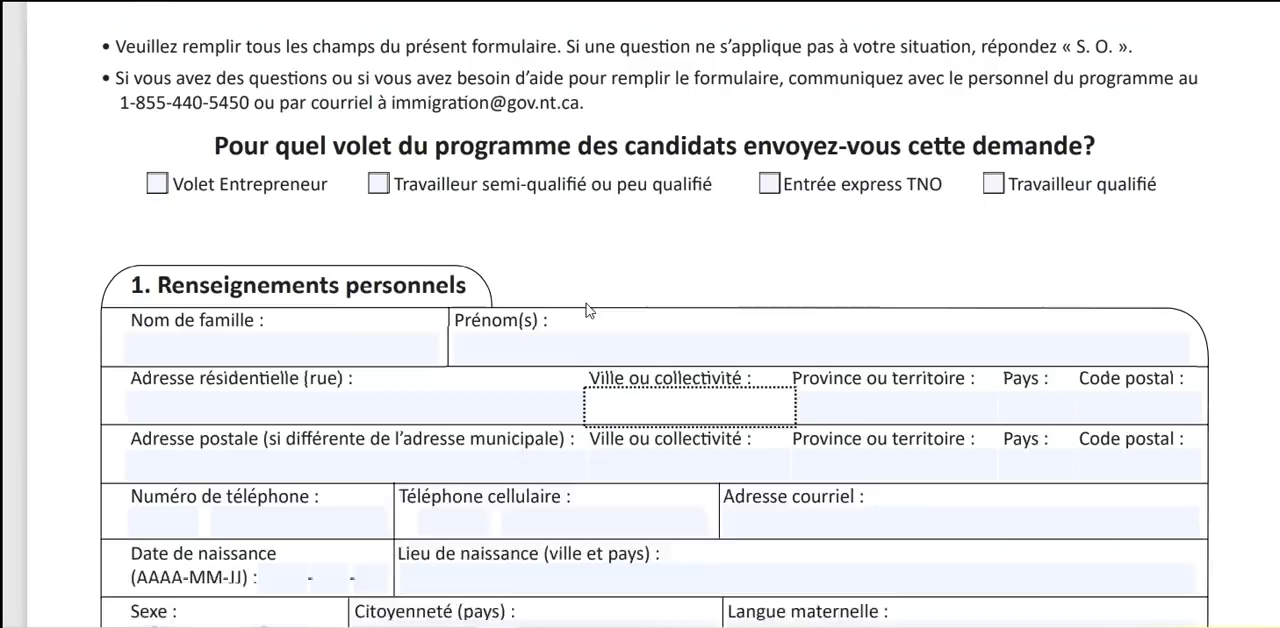 • Veuillez remplir tous les champs du présent formulaire. Si une question ne s'applique pas à votre situation, répondez « S. O. ».
• Si vous avez des questions ou si vous avez besoin d'aide pour remplir le formulaire, communiquez avec le personnel du programme au
1-855-440-5450 ou par courriel à immigration@gov.nt.ca.
Pour quel volet du programme des candidats envoyez-vous cette demande?
Volet Entrepreneur Travailleur semi-qualifié ou peu qualifié Entrée express TNO Travailleur qualifié
1. Renseignements personnels
Nom de famille : Prénom(s) :
Adresse résidentielle (rue) : Ville ou collectivité : Province ou territoire : Pays : Code postal :
Adresse postale (si différente de l'adresse municipale) : Ville ou collectivité : Province ou territoire : Pays : Code postal :
Numéro de téléphone : Téléphone cellulaire : Adresse courriel :
Date de naissance Lieu de naissance (ville et pays) :
(AAAA-MM-JJ) : - -
Sexe : Citoyenneté (pays) : Langue maternelle :